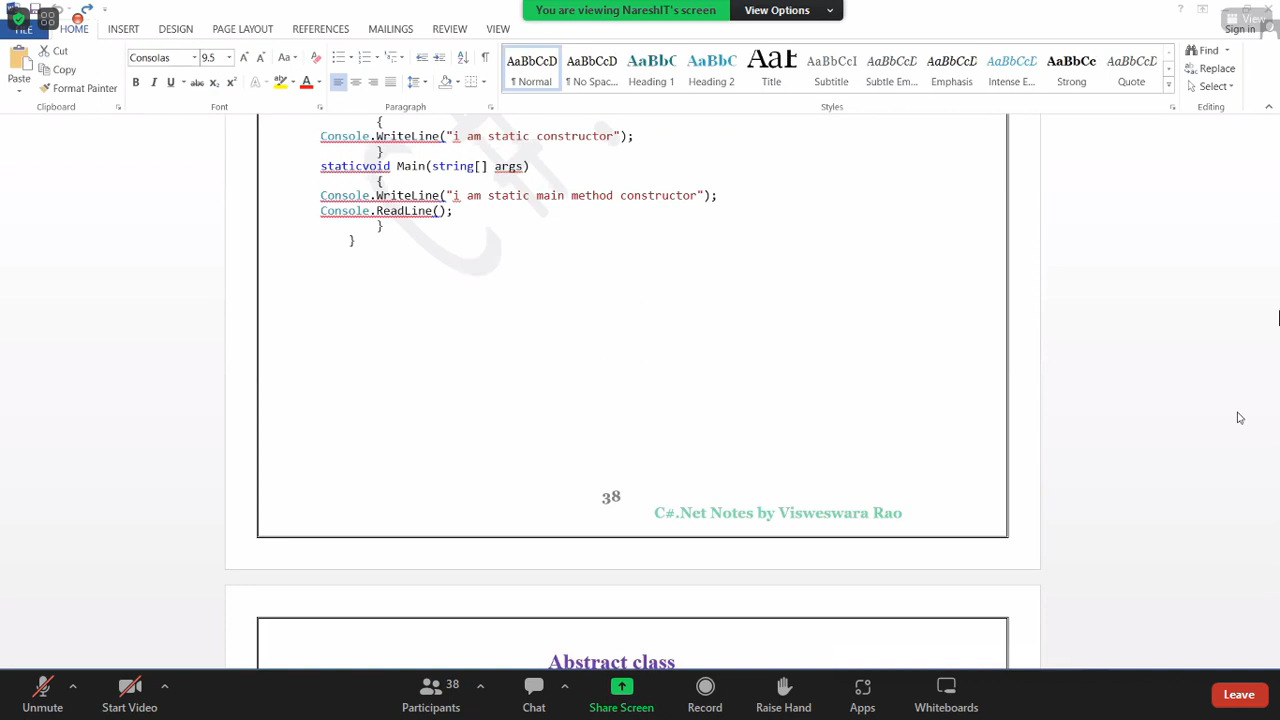 You are viewing NareshIT's screen
View Options
View
FILE
HOME
INSERT
DESIGN
PAGE LAYOUT
REFERENCES
MAILINGS
REVIEW
VIEW
Sign in
Paste
Cut
Copy
Format Painter
Clipboard
Consolas
9.5
Font
Paragraph
AaBbCcD
¶ Normal
AaBbCcD
¶ No Spac...
AaBbC
Heading 1
AaBbC
Heading 2
AaB
Title
AaBbCcI
Subtitle
AaBbCcD
Subtle Em...
AaBbCcD
Emphasis
AaBbCcD
Intense E...
AaBbCc
Strong
AaBbCcD
Quote
Styles
Find
Replace
Select
Editing
{
Console.WriteLine("i am static constructor");
}
staticvoid Main(string[] args)
{
Console.WriteLine("i am static main method constructor");
Console.ReadLine();
}
}
38
C#.Net Notes by Visweswara Rao
Abstract class
Unmute
Start Video
38
Participants
Chat
Share Screen
Record
Raise Hand
Apps
Whiteboards
Leave